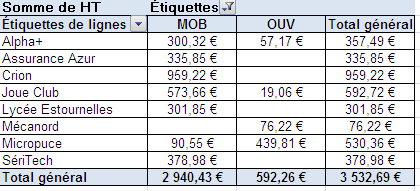 Somme de HT Étiquettes
Étiquettes de lignes MOB OUV Total général
Alpha+ 300,32 € 57,17 € 357,49 €
Assurance Azur 335,85 € 335,85 €
Crion 959,22 € 959,22 €
Joue Club 573,66 € 19,06 € 592,72 €
Lycée Estournelles 301,85 € 301,85 €
Mécanord 76,22 € 76,22 €
Micropuce 90,55 € 439,81 € 530,36 €
SériTech 378,98 € 378,98 €
Total général 2 940,43 € 592,26 € 3 532,69 €